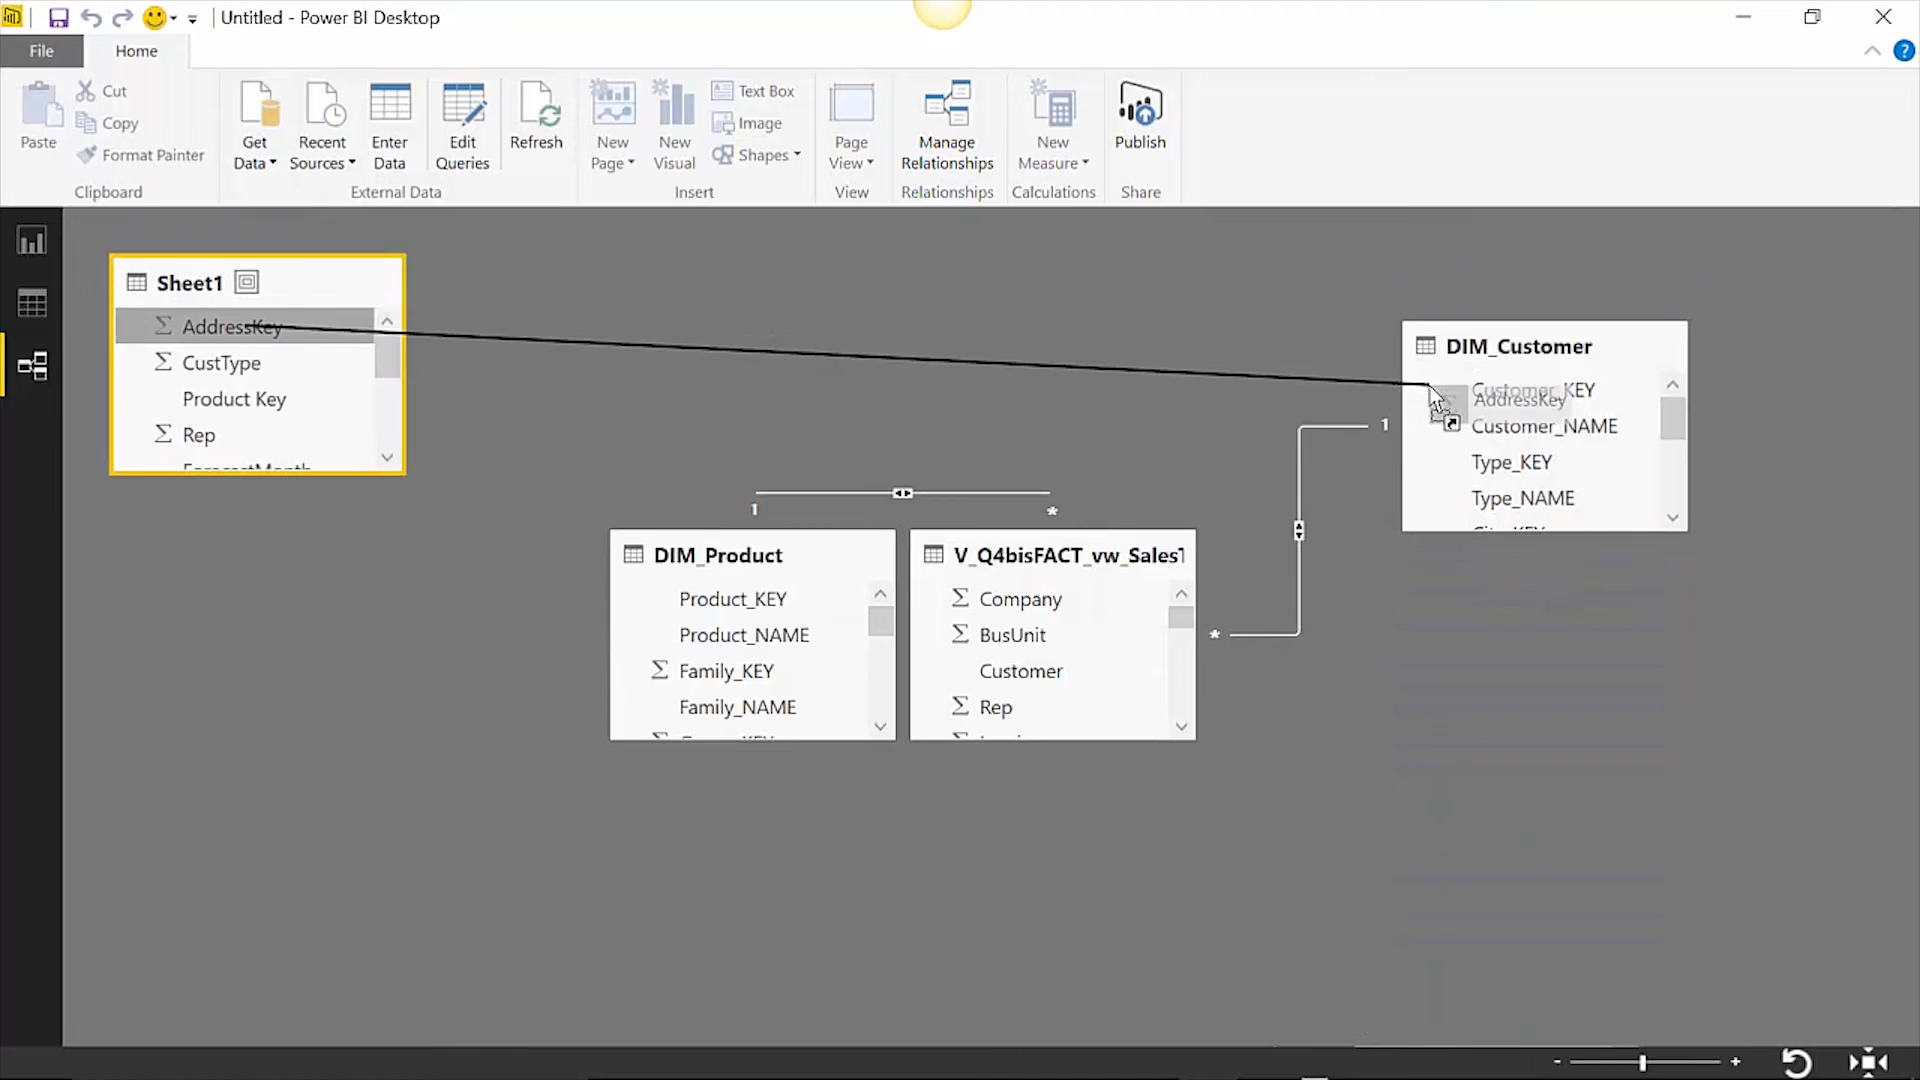 Untitled - Power BI Desktop
File
Home
Paste
Cut
Copy
Format Painter
Clipboard
Get
Data
Recent
Sources
Enter
Data
Edit
Queries
External Data
Refresh
New
Page
New
Visual
Text Box
Image
Shapes
Insert
Page
View
View
Manage
Relationships
Relationships
New
Measure
Calculations
Publish
Share
Sheet1
AddressKey
CustType
Product Key
Rep
ForecastMonth
DIM_Customer
Customer_KEY
AddressKey
Customer_NAME
Type_KEY
Type_NAME
1
1
*
*
DIM_Product
Product_KEY
Product_NAME
Family_KEY
Family_NAME
V_Q4bisFACT_vw_SalesT
Company
BusUnit
Customer
Rep